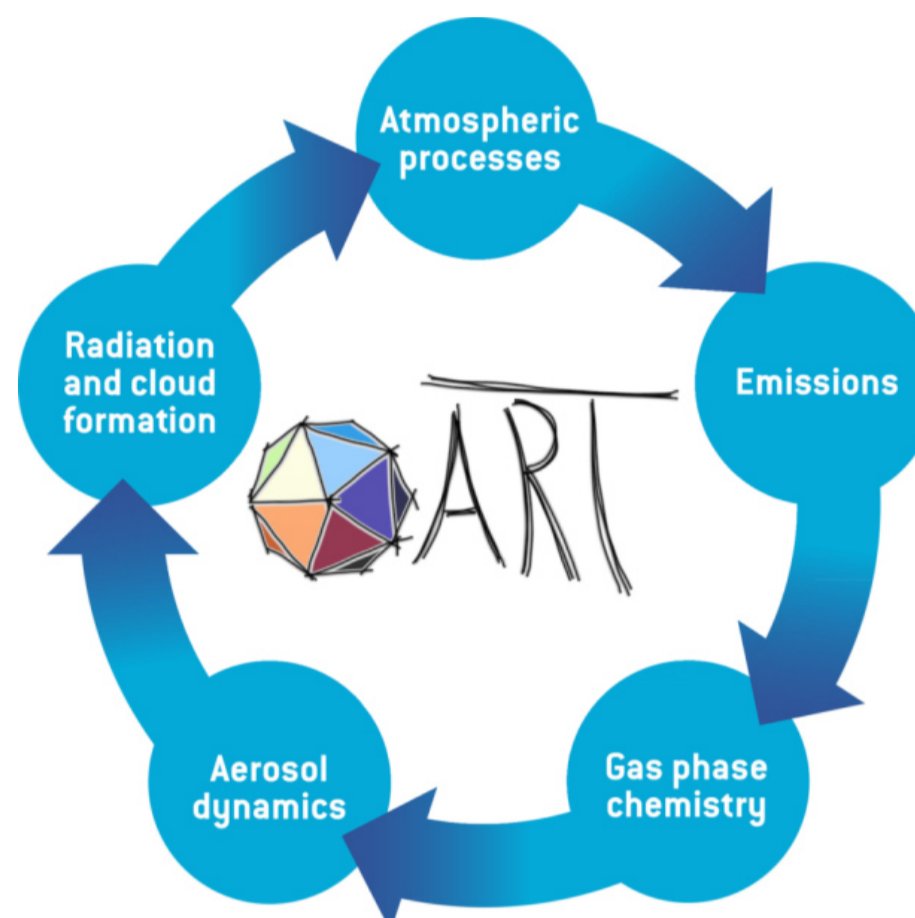 Atmospheric
processes
Emissions
Gas phase
chemistry
Aerosol
dynamics
Radiation
and cloud
formation
ART